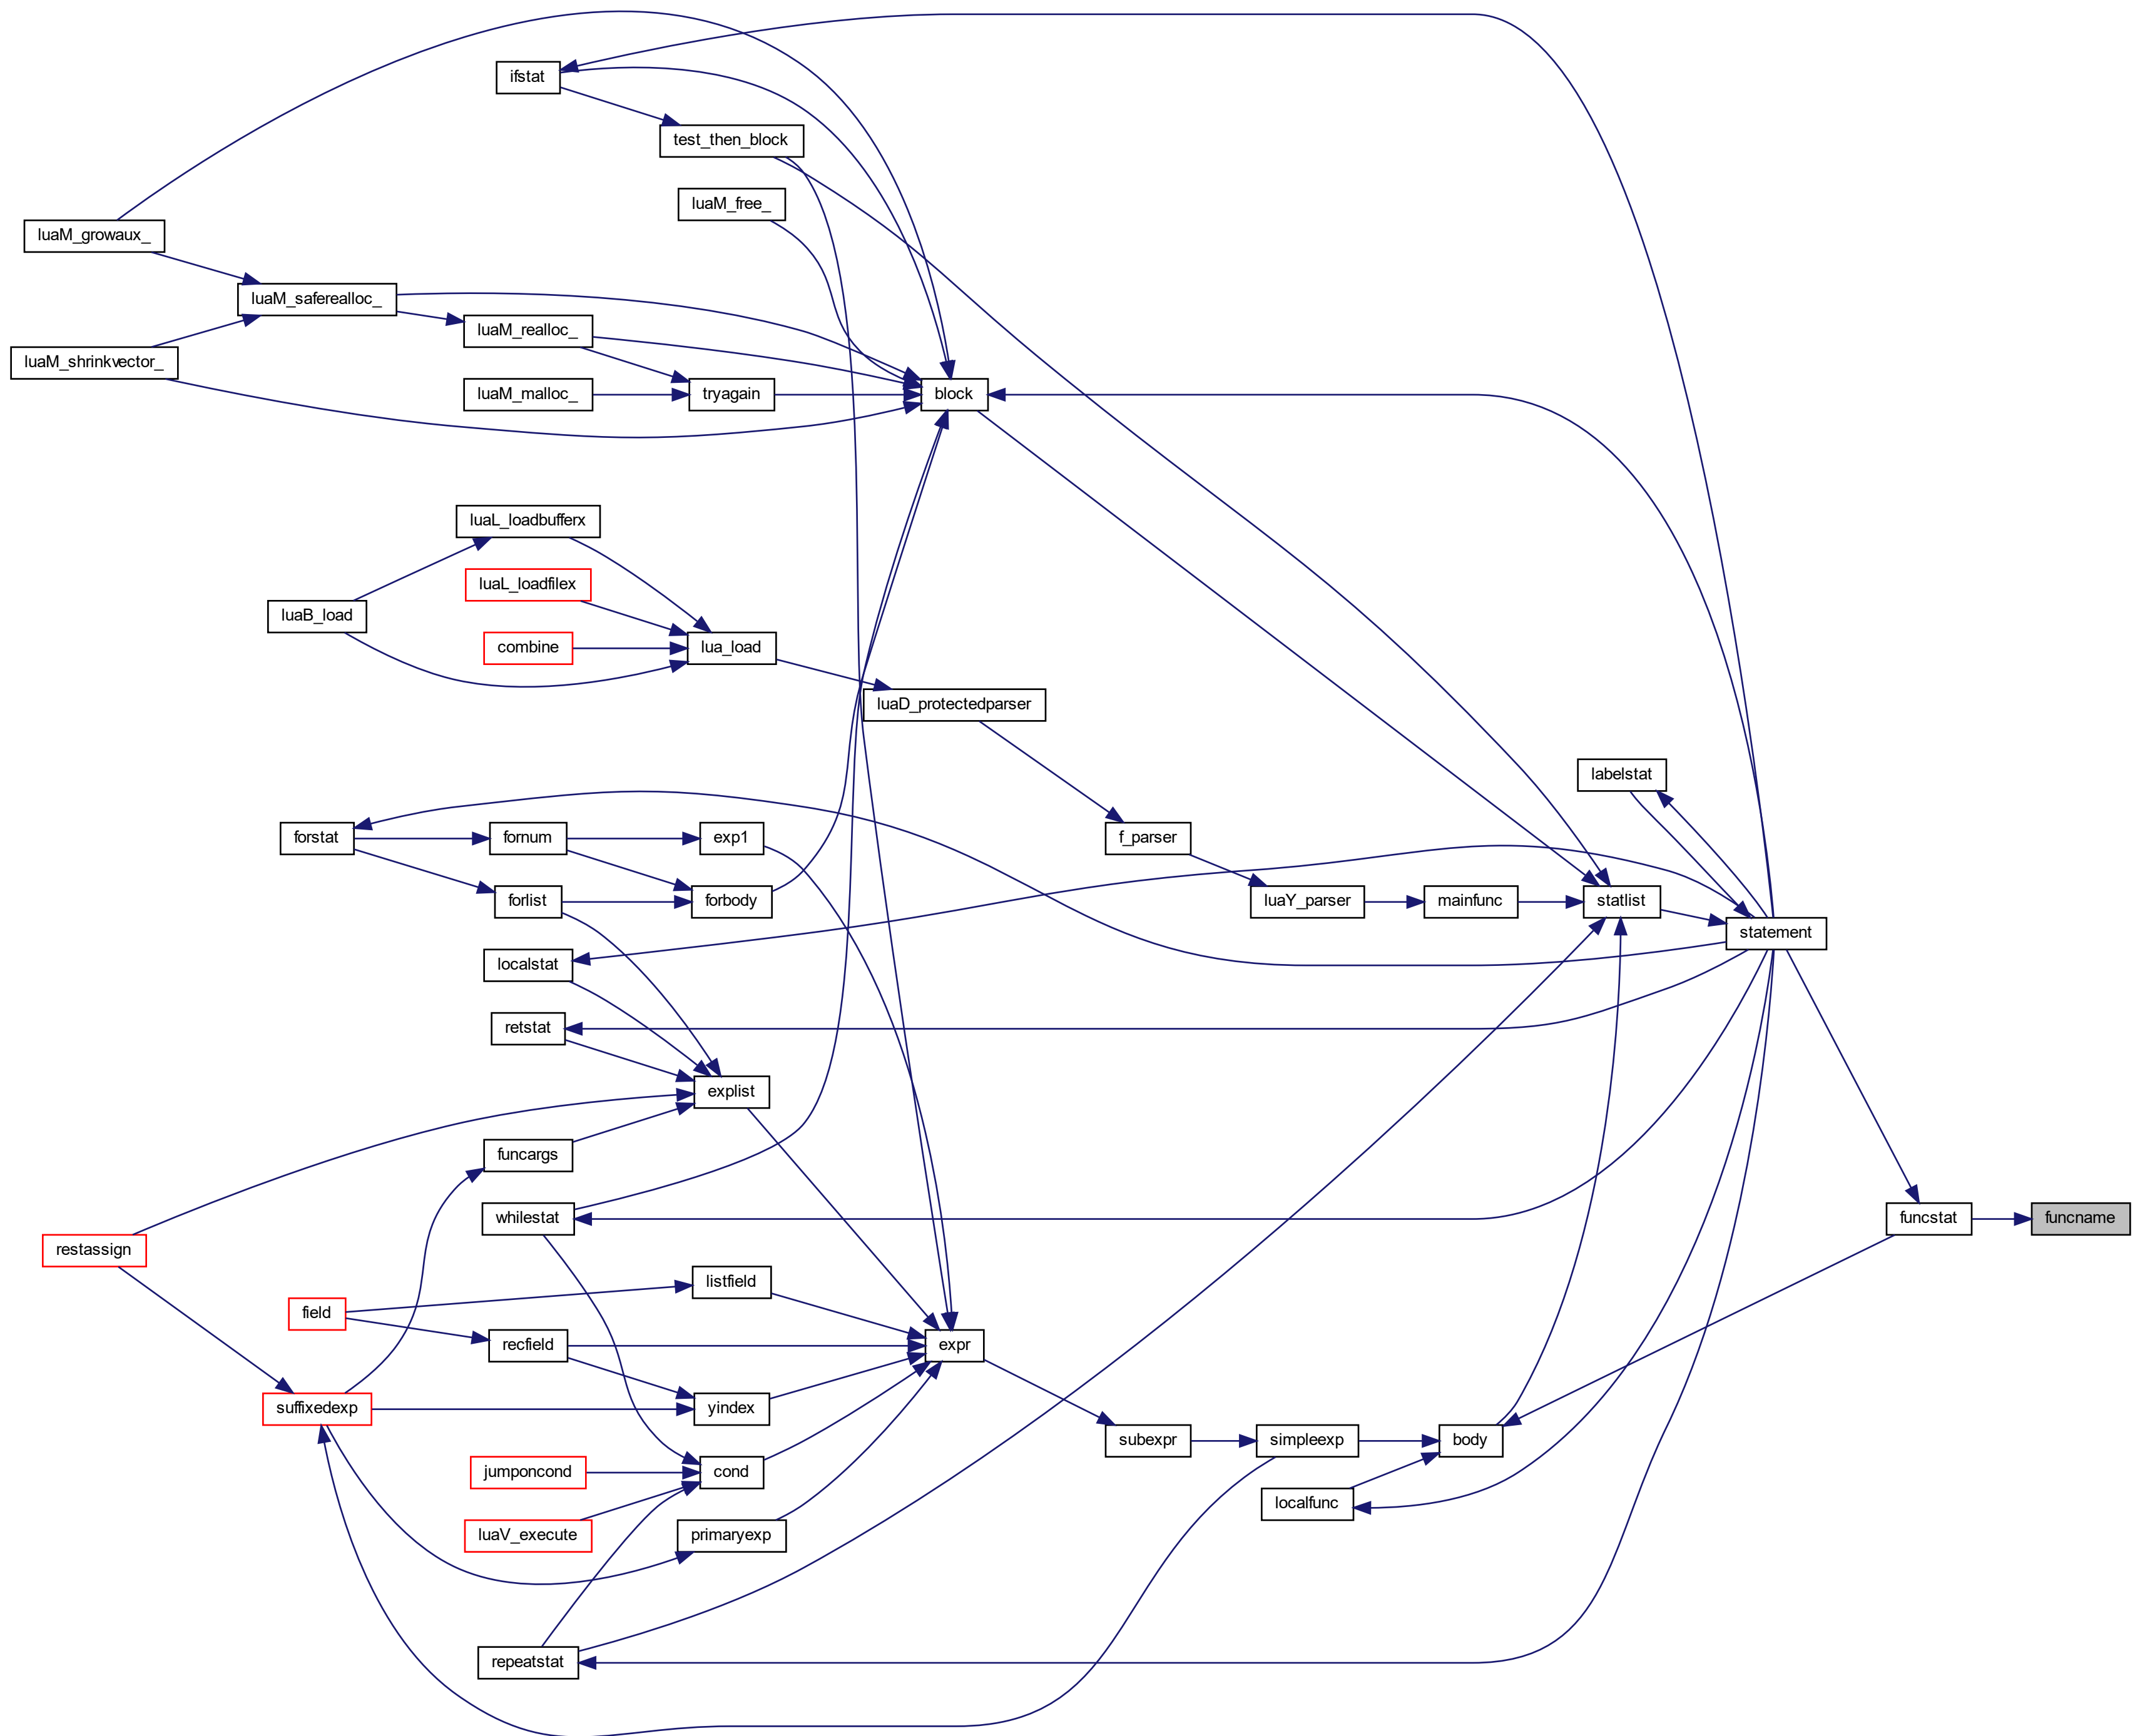 ifstat
test_then_block
luaM_free_
luaM_growaux_
luaM_saferealloc_
luaM_realloc_
luaM_shrinkvector_
luaM_malloc_
tryagain
block
luaL_loadbufferx
luaL_loadfilex
luaB_load
combine
lua_load
luaD_protectedparser
labelstat
forstat
fornum
exp1
f_parser
forlist
forbody
luaY_parser
mainfunc
statlist
statement
localstat
retstat
explist
funcargs
whilestat
funcstat
funcname
restassign
listfield
field
recfield
expr
suffixedexp
yindex
subexpr
simpleexp
body
jumponcond
cond
localfunc
luaV_execute
primaryexp
repeatstat